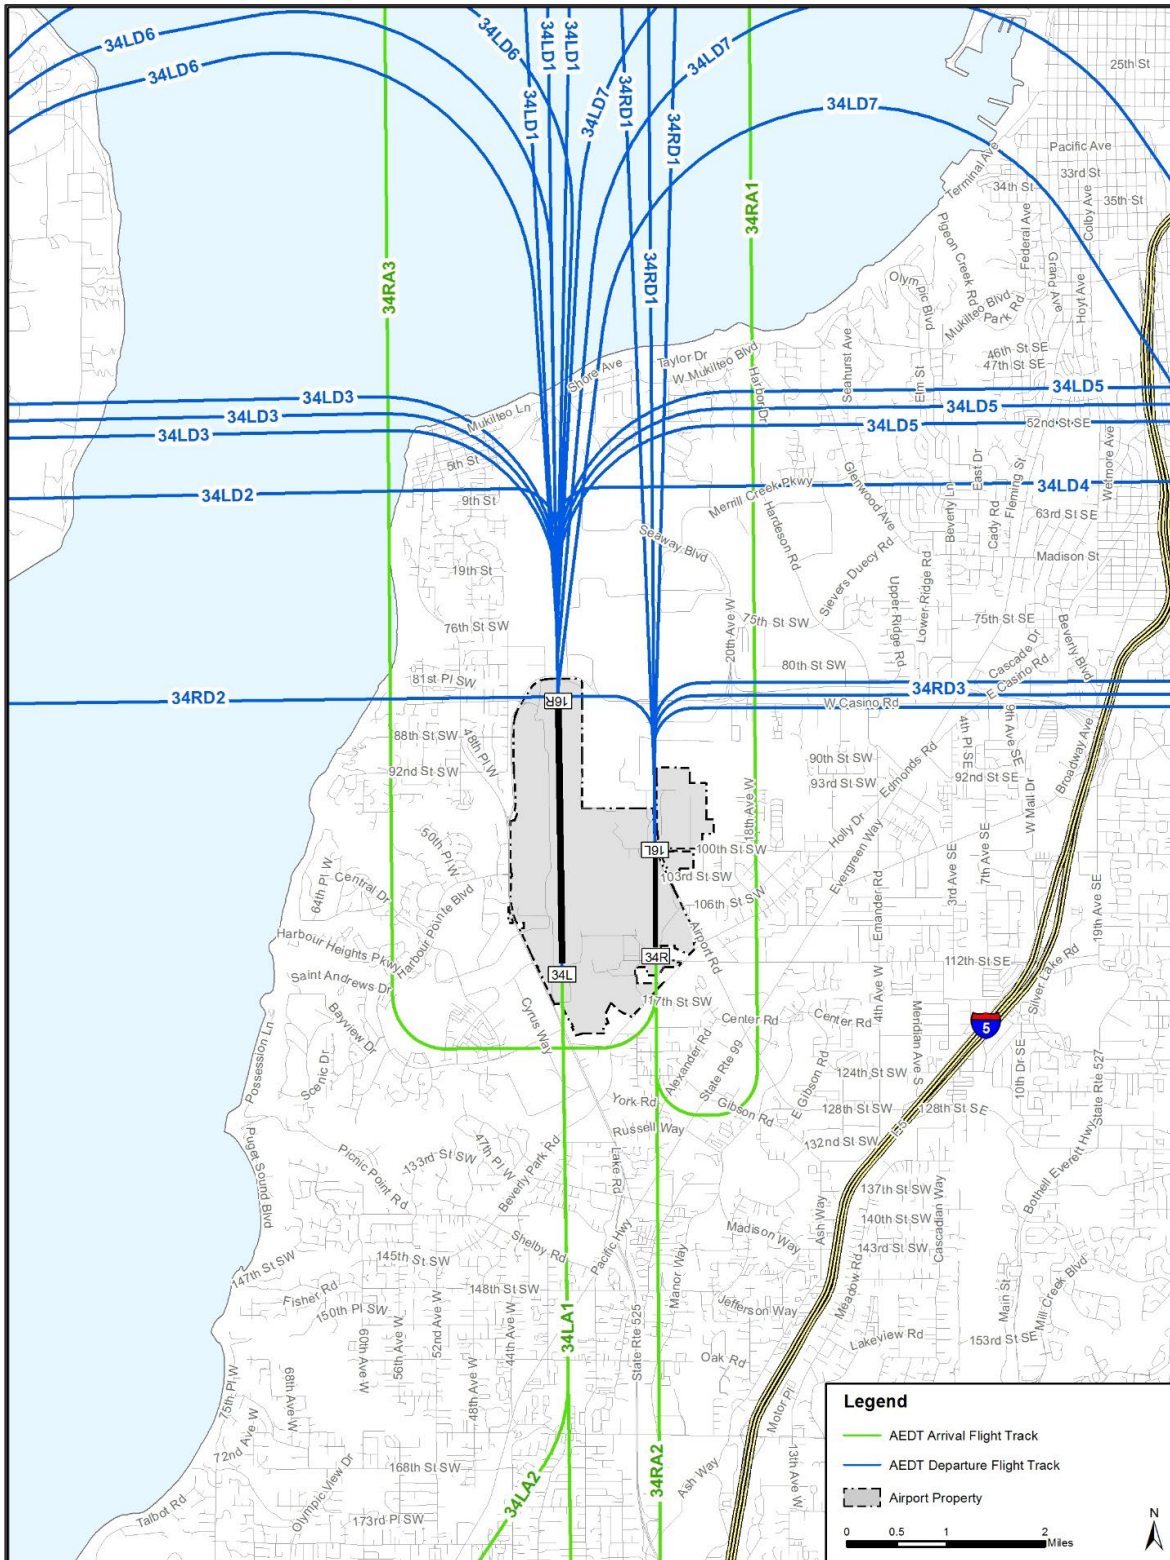 34LD6
34LD6
34LD6
34LD1
34LD1
34LD1
34LD7
34RD1
34RD1
34LD7
34LD7
34RA1
34RA3
34RD1
25th St
Pacific Ave
33rd St
34th St
35th St
Terminal Ave
Federal Ave
Colby Ave
Pigeon Creek Rd
Grand Ave
Hoyt Ave
Olympic Blvd
Mukilteo Blvd
Park Rd
46th St SE
47th St SE
Taylor Dr
W Mukilteo Blvd
Shore Ave
Harbor Dr
Seahurst Ave
Elm St
34LD3
34LD3
34LD3
34LD5
34LD5
34LD5
Mukilteo Ln
52nd St SE
5th St
9th St
34LD2
34LD4
Merrill Creek Pkwy
Glenwood Ave
East Dr
Fleming St
Wetmore Ave
Beverly Ln
Cady Rd
63rd St SE
Hardeson Rd
Seaway Blvd
Madison St
19th St
Sievers Duecy Rd
Upper Ridge Rd
Lower Ridge Rd
76th St SW
20th Ave W
75th St SW
75th St SE
Beverly Blvd
Cascade Dr
80th St SW
E Casino Rd
81st Pl SW
34RD2
34RD3
16R
W Casino Rd
88th St SW
48th Pl W
4th Pl SE
9th Ave SE
Broadway Ave
92nd St SW
90th St SW
93rd St SW
Edmonds Rd
92nd St SE
W Mall Dr
18th Ave W
Holly Dr
50th Pl W
16L
100th St SW
Evergreen Way
7th Ave SE
3rd Ave SE
64th Pl W
Central Dr
103rd St SW
106th St SW
Emander Rd
19th Ave SE
Harbour Pointe Blvd
Harbour Heights Pkwy
Airport Rd
34L
34R
112th St SE
Silver Lake Rd
Saint Andrews Dr
117th St SW
4th Ave W
Cyrus Way
Bayview Dr
Center Rd
Center Rd
Meridian Ave S
5
Possession Ln
Scenic Dr
Alexander Rd
State Rte 99
E Gibson Rd
124th St SW
10th Dr SE
State Rte 527
York Rd
Gibson Rd
128th St SW
128th St SE
I-5
Russell Way
132nd St SW
Puget Sound Blvd
Picnic Point Rd
133rd St SW
47th Pl W
Beverly Park Rd
Lake Rd
Bothell Everett Hwy
137th St SW
140th St SW
143rd St SW
Cascadian Way
Ash Way
Madison Way
Shelby Rd
Pacific Hwy
145th St SW
147th St SW
Manor Way
Meadow Rd
Fisher Rd
148th St SW
150th Pl SW
Jefferson Way
Main St
Mill Creek Blvd
34LA1
State Rte 525
Lakeview Rd
153rd St SE
60th Ave W
56th Ave W
52nd Ave W
44th Ave W
Oak Rd
75th Pl W
68th Ave W
48th Ave W
Motor Pl
72nd Ave W
168th St SW
Olympic View Dr
34LA2
34RA2
Ash Way
13th Ave W
Talbot Rd
173rd Pl SW
Legend
AEDT Arrival Flight Track
AEDT Departure Flight Track
Airport Property
0 0.5 1 2
Miles
N